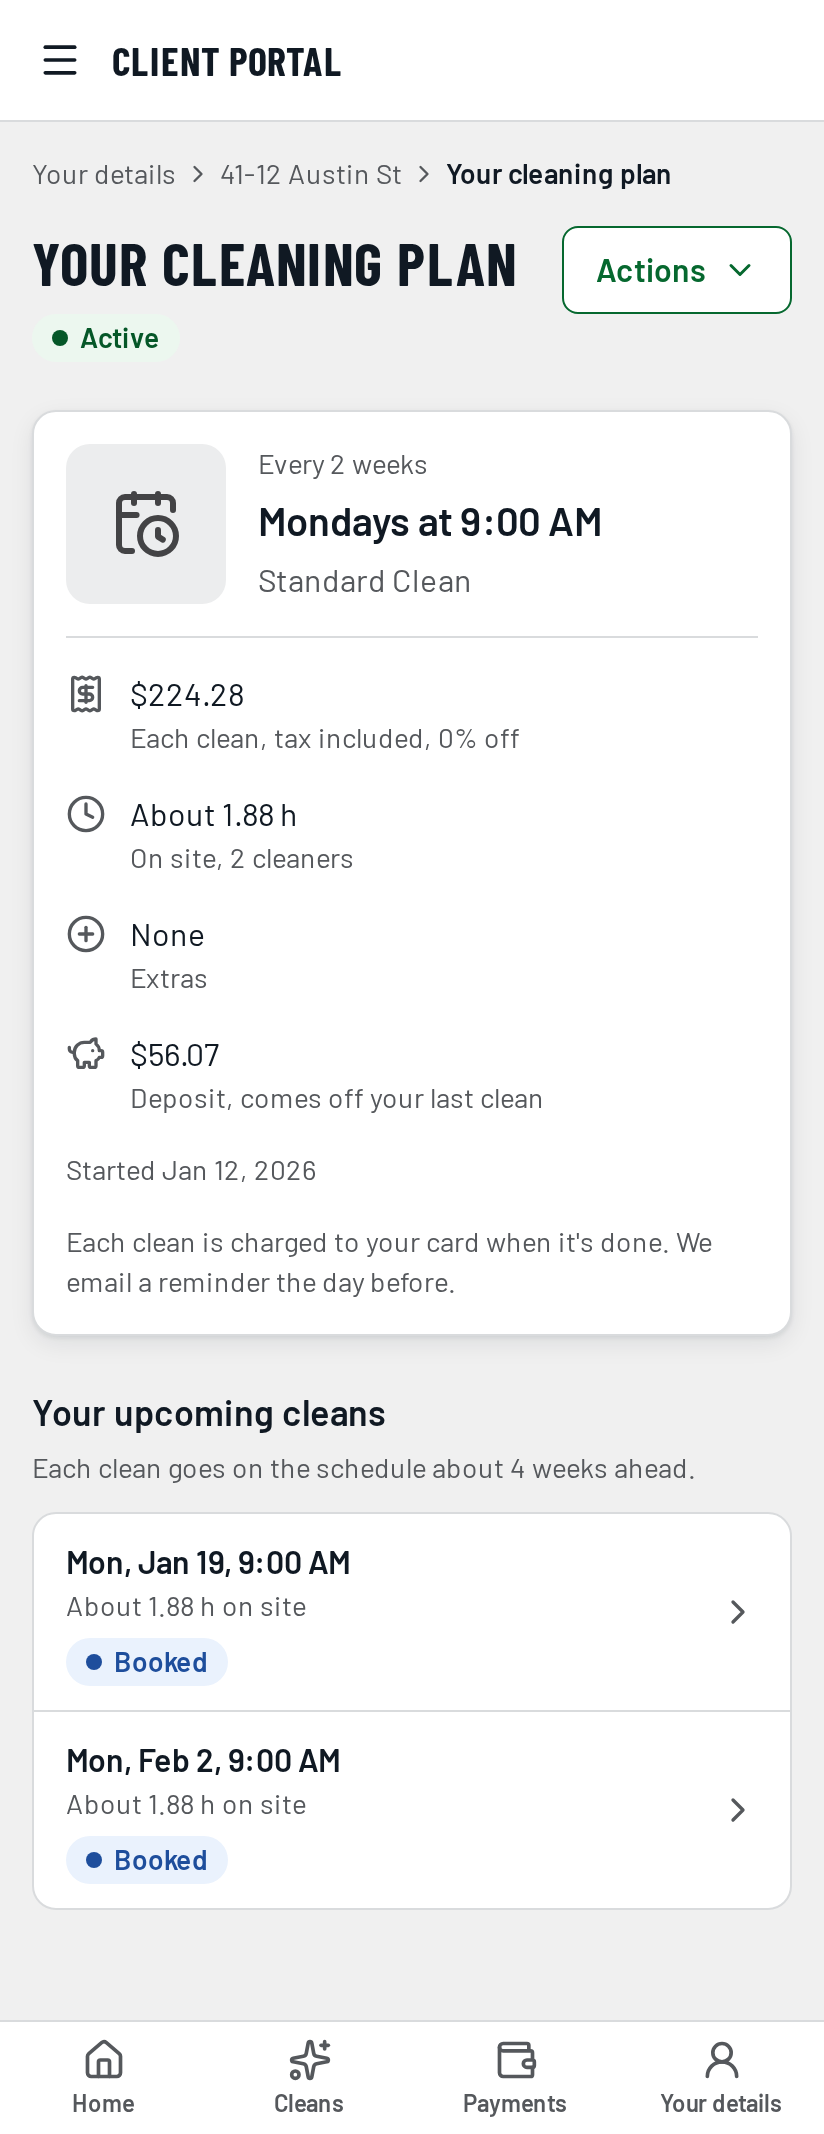 CLIENT PORTAL
Your details > 41-12 Austin St > Your cleaning plan
YOUR CLEANING PLAN
Actions
Active
Every 2 weeks
Mondays at 9:00 AM
Standard Clean
$224.28
Each clean, tax included, 0% off
About 1.88 h
On site, 2 cleaners
None
Extras
$56.07
Deposit, comes off your last clean
Started Jan 12, 2026
Each clean is charged to your card when it's done. We
email a reminder the day before.
Your upcoming cleans
Each clean goes on the schedule about 4 weeks ahead.
Mon, Jan 19, 9:00 AM
About 1.88 h on site
Booked
Mon, Feb 2, 9:00 AM
About 1.88 h on site
Booked
Home
Cleans
Payments
Your details